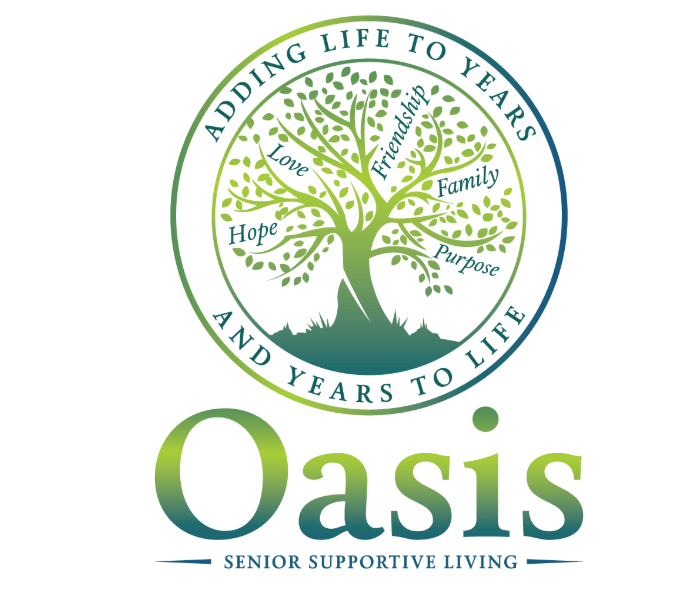 ADDING LIFE TO YEARS
Friendship
Love
Family
Hope
Purpose
AND YEARS TO LIFE
Oasis
SENIOR SUPPORTIVE LIVING